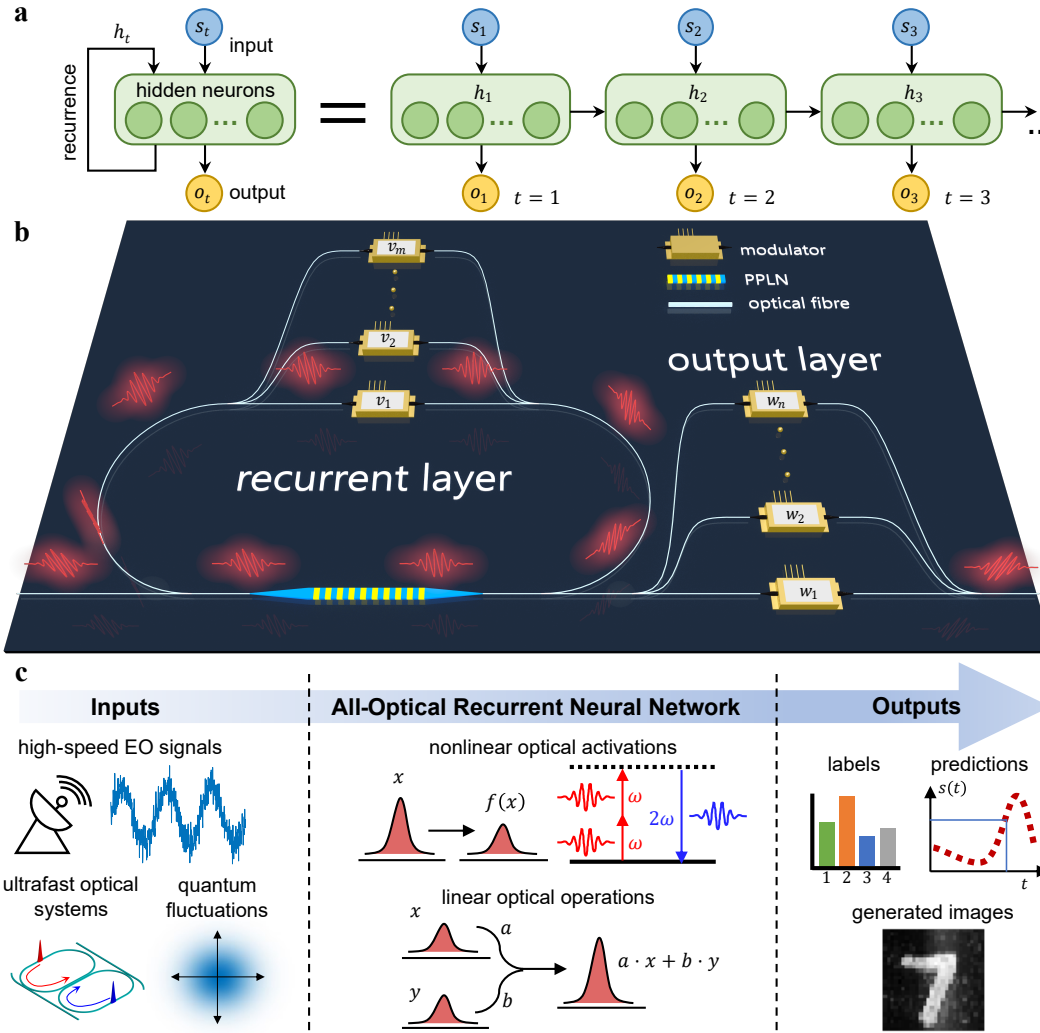 a
h_t
s_t
input
recurrence
hidden neurons
...
o_t
output
=
s_1
h_1
...
o_1
t = 1
s_2
h_2
...
o_2
t = 2
s_3
h_3
...
o_3
t = 3
...
b
v_m
v_2
v_1
recurrent layer
modulator
PPLN
optical fibre
output layer
w_n
w_2
w_1
c
Inputs
All-Optical Recurrent Neural Network
Outputs
high-speed EO signals
ultrafast optical
systems
quantum
fluctuations
nonlinear optical activations
x
f(x)
ω
ω
2ω
linear optical operations
x
a
y
b
a · x + b · y
labels
1 2 3 4
predictions
s(t)
t
generated images
7